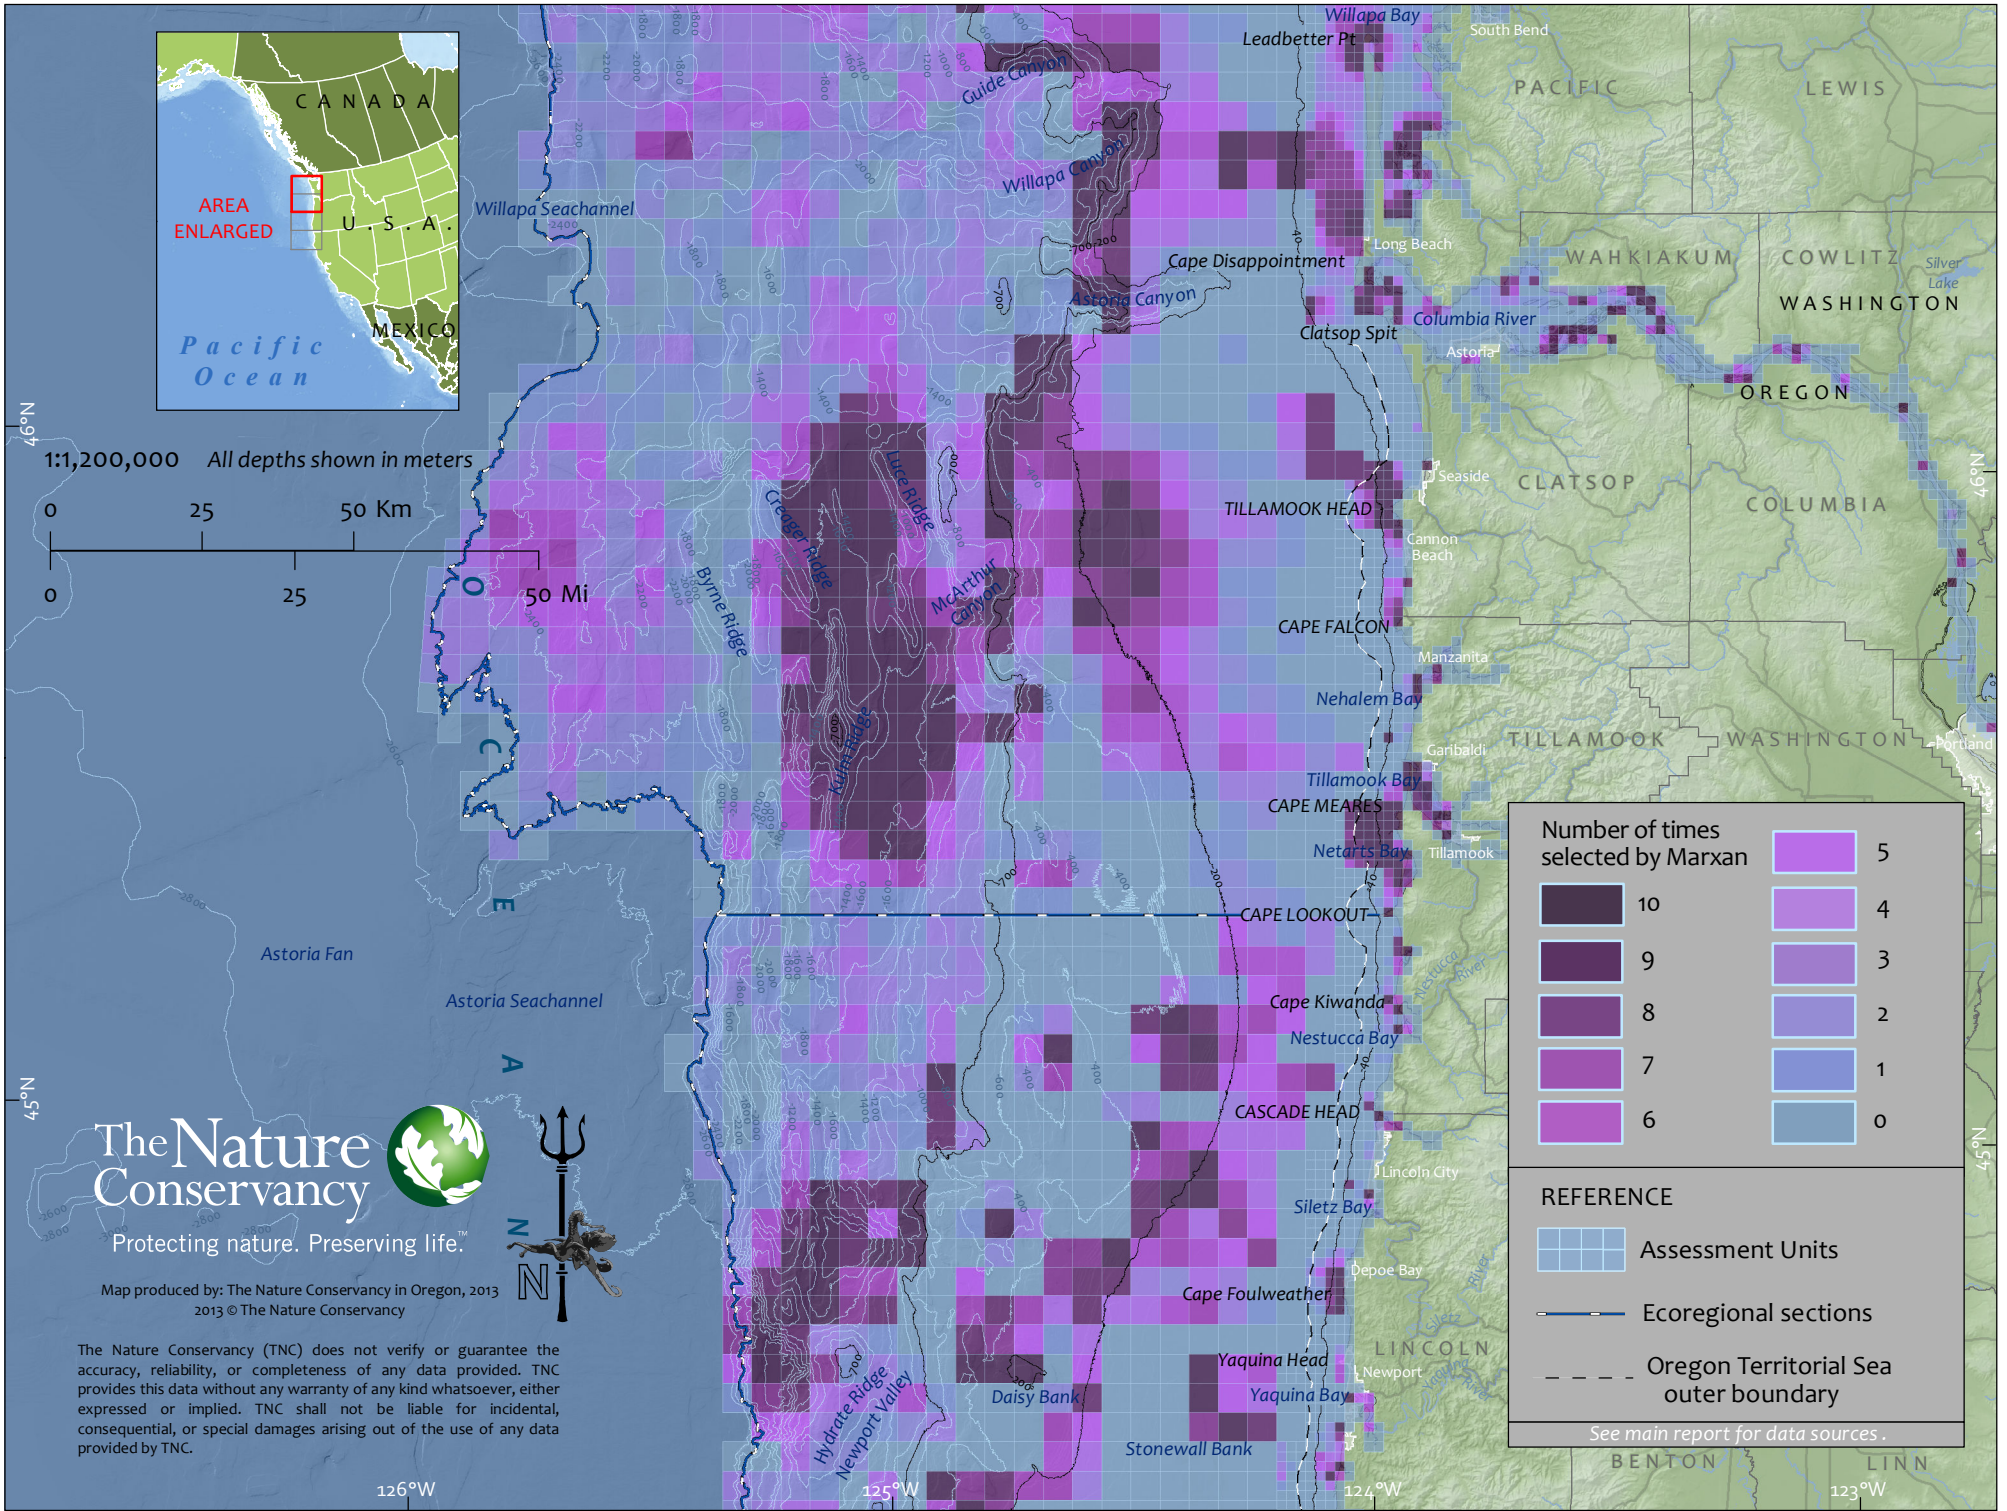 CANADA
AREA
ENLARGED
U.S.A.
MEXICO
Pacific
Ocean
46°N
1:1,200,000 All depths shown in meters
0 25 50 Km
0 25 50 Mi
OCEAN
Willapa Bay
Leadbetter Pt
South Bend
PACIFIC
LEWIS
Guide Canyon
Willapa Canyon
Willapa Seachannel
Long Beach
Cape Disappointment
WAHKIAKUM
COWLITZ
Silver
Lake
WASHINGTON
Astoria Canyon
Columbia River
Clatsop Spit
Astoria
OREGON
46°N
Luce Ridge
Creager Ridge
Byrne Ridge
McArthur
Canyon
Kulm Ridge
Seaside
CLATSOP
COLUMBIA
TILLAMOOK HEAD
Cannon
Beach
CAPE FALCON
Manzanita
Nehalem Bay
Garibaldi
TILLAMOOK
WASHINGTON
Portland
Tillamook Bay
CAPE MEARES
Netarts Bay
Tillamook
CAPE LOOKOUT
Nestucca
River
Cape Kiwanda
Nestucca Bay
CASCADE HEAD
Lincoln City
Siletz Bay
Depoe Bay
Cape Foulweather
Siletz
River
LINCOLN
Yaquina Head
Newport
Yaquina Bay
Yaquina
River
Daisy Bank
Stonewall Bank
Hydrate Ridge
Newport Valley
BENTON
LINN
Astoria Fan
Astoria Seachannel
45°N
45°N
126°W
125°W
124°W
123°W
The Nature
Conservancy
Protecting nature. Preserving life.™
N
Map produced by: The Nature Conservancy in Oregon, 2013
2013 © The Nature Conservancy
The Nature Conservancy (TNC) does not verify or guarantee the
accuracy, reliability, or completeness of any data provided. TNC
provides this data without any warranty of any kind whatsoever, either
expressed or implied. TNC shall not be liable for incidental,
consequential, or special damages arising out of the use of any data
provided by TNC.
Number of times
selected by Marxan
10
9
8
7
6
5
4
3
2
1
0
REFERENCE
Assessment Units
Ecoregional sections
Oregon Territorial Sea
outer boundary
See main report for data sources .